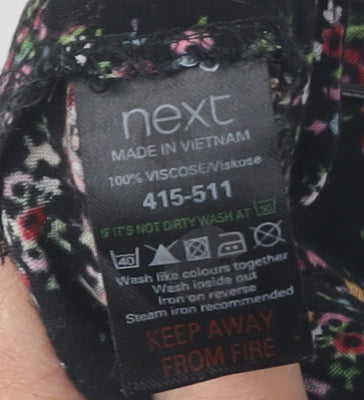 next
MADE IN VIETNAM
100% VISCOSE/Viskose
415-511
IF IT'S NOT DIRTY WASH AT 30
40
Wash like colours together
Wash inside out
Iron on reverse
Steam iron recommended
KEEP AWAY
FROM FIRE